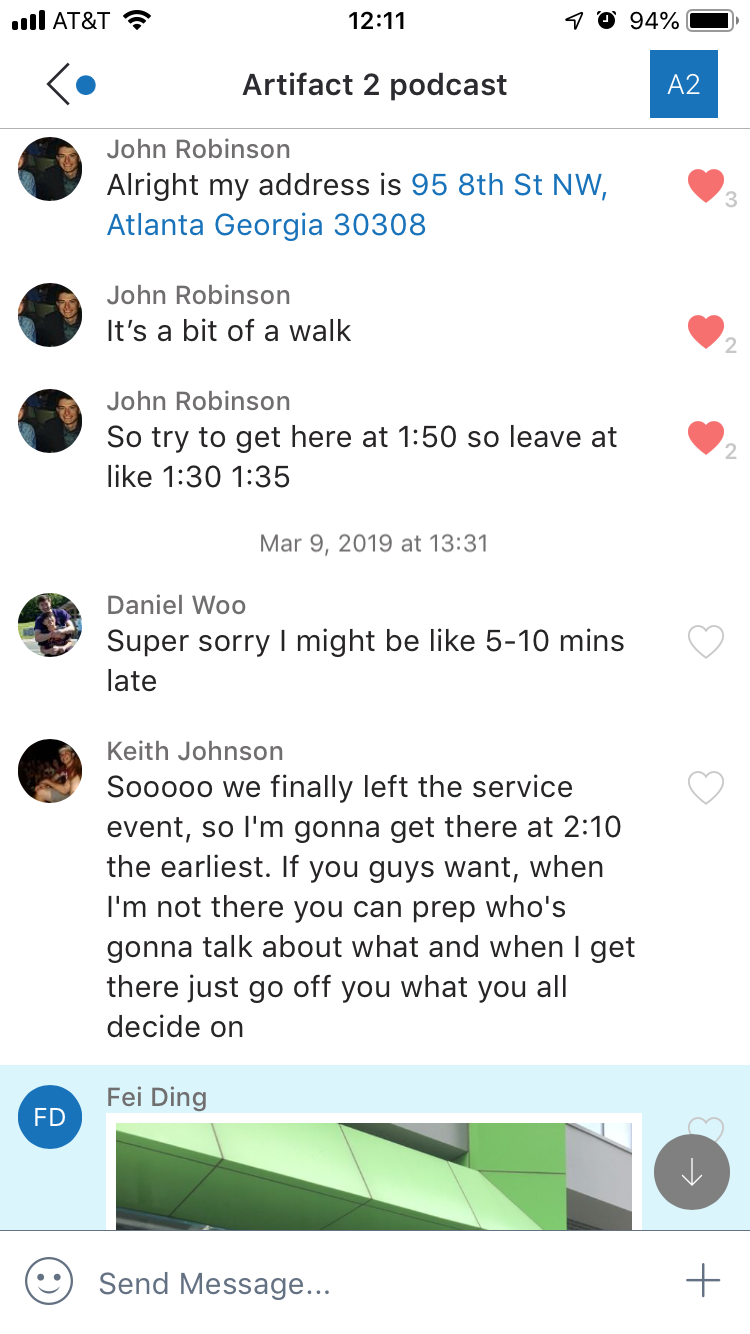 AT&T 12:11 94%
Artifact 2 podcast A2
John Robinson
Alright my address is 95 8th St NW,
Atlanta Georgia 30308
3
John Robinson
It’s a bit of a walk
2
John Robinson
So try to get here at 1:50 so leave at
like 1:30 1:35
2
Mar 9, 2019 at 13:31
Daniel Woo
Super sorry I might be like 5-10 mins
late
Keith Johnson
Sooooo we finally left the service
event, so I'm gonna get there at 2:10
the earliest. If you guys want, when
I'm not there you can prep who's
gonna talk about what and when I get
there just go off you what you all
decide on
FD Fei Ding
Send Message...